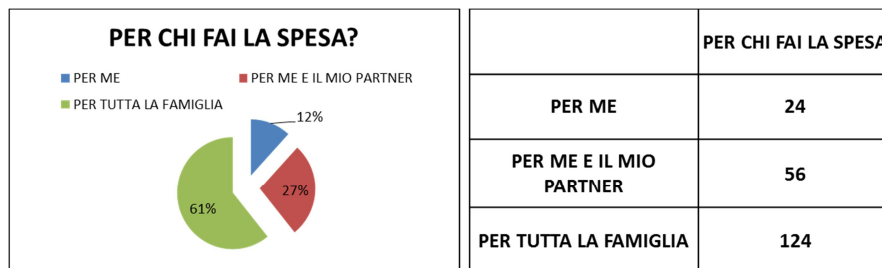 PER CHI FAI LA SPESA?
PER ME
PER ME E IL MIO PARTNER
PER TUTTA LA FAMIGLIA
12%
27%
61%
PER CHI FAI LA SPESA
PER ME
24
PER ME E IL MIO
PARTNER
56
PER TUTTA LA FAMIGLIA
124